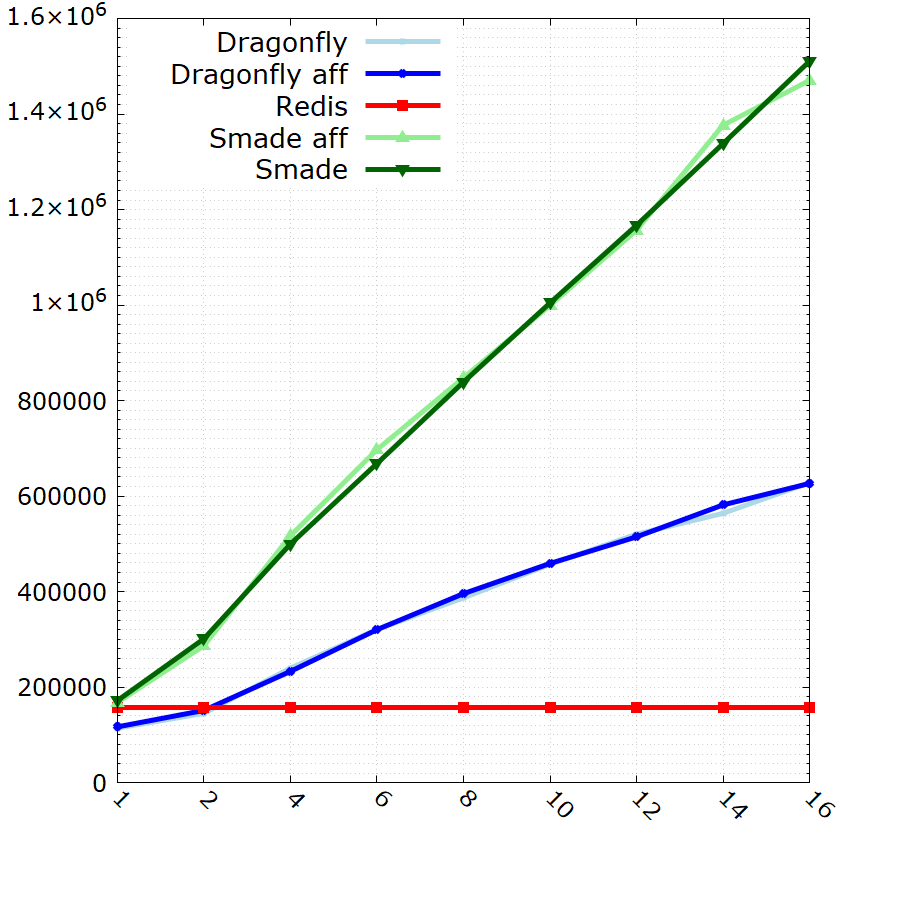 1.6×10⁶
1.4×10⁶
1.2×10⁶
1×10⁶
800000
600000
400000
200000
0
Dragonfly
Dragonfly aff
Redis
Smade aff
Smade
1 2 4 6 8 10 12 14 16